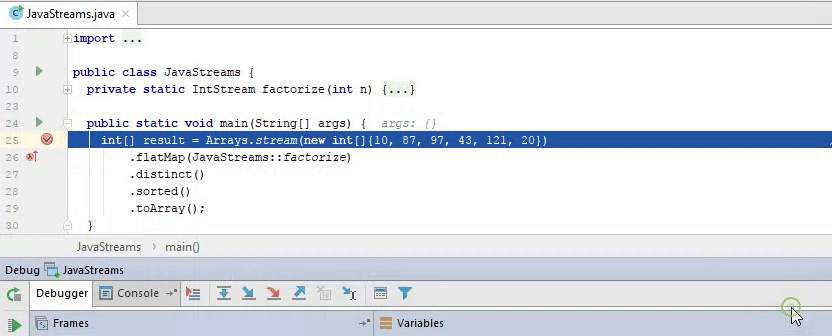 JavaStreams.java
1 import ...
8
9 public class JavaStreams {
10 private static IntStream factorize(int n) {...}
23
24 public static void main(String[] args) { args: {}
25 int[] result = Arrays.stream(new int[]{10, 87, 97, 43, 121, 20})
26 .flatMap(JavaStreams::factorize)
27 .distinct()
28 .sorted()
29 .toArray();
30 }
JavaStreams > main()
Debug JavaStreams
Debugger Console
Frames Variables